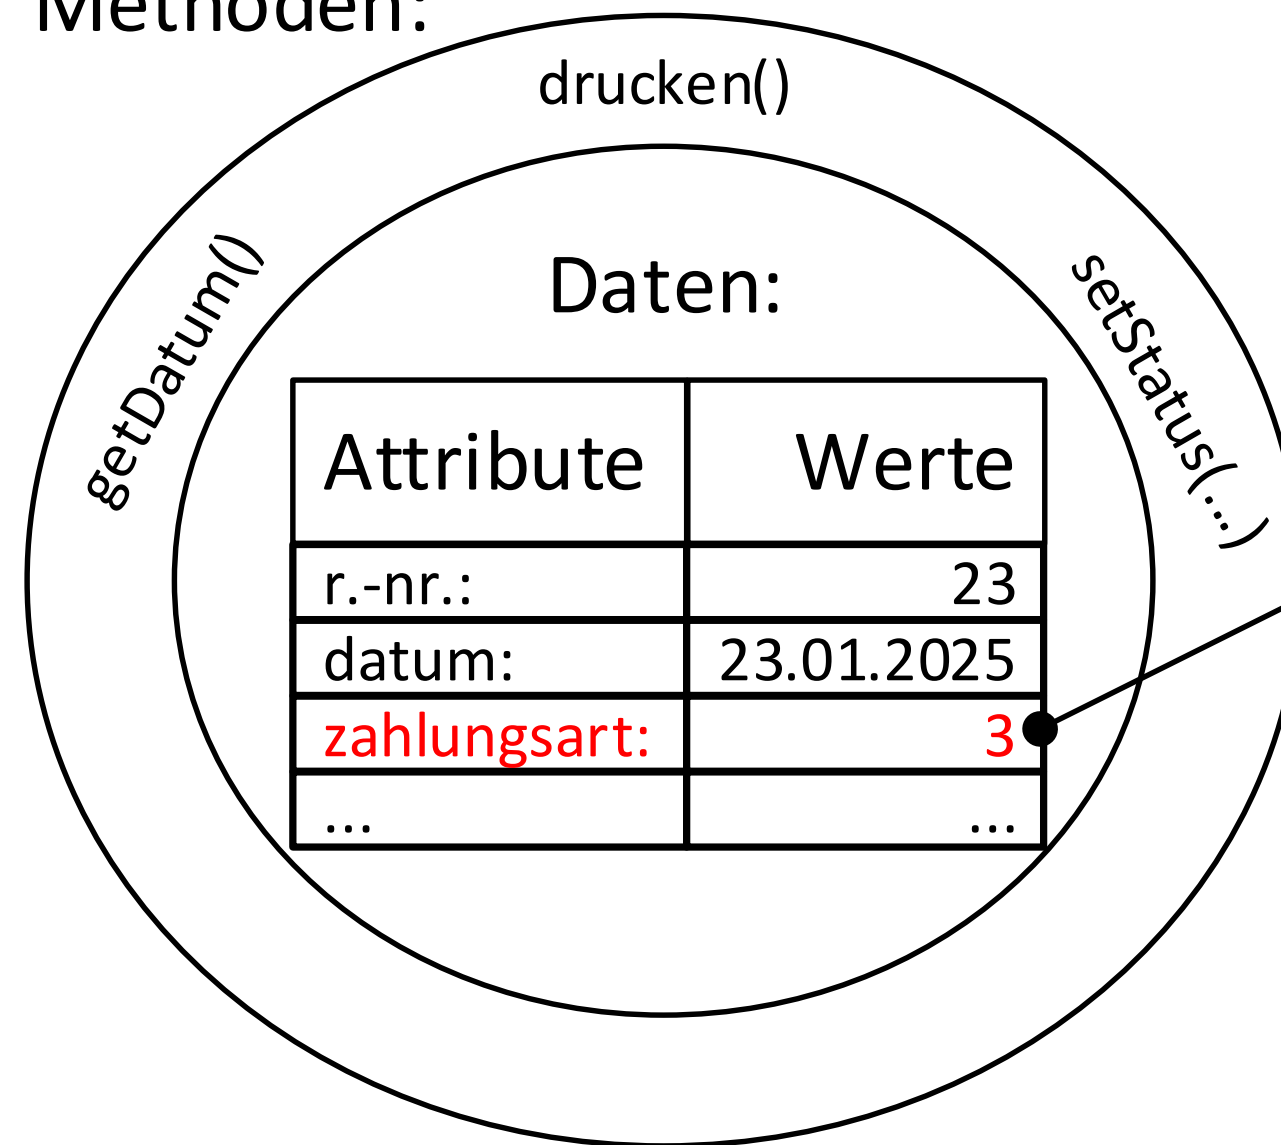 Methoden:
drucken()
getDatum()
setStatus(...)
Daten:
Attribute Werte
r.-nr.: 23
datum: 23.01.2025
zahlungsart: 3
... ...